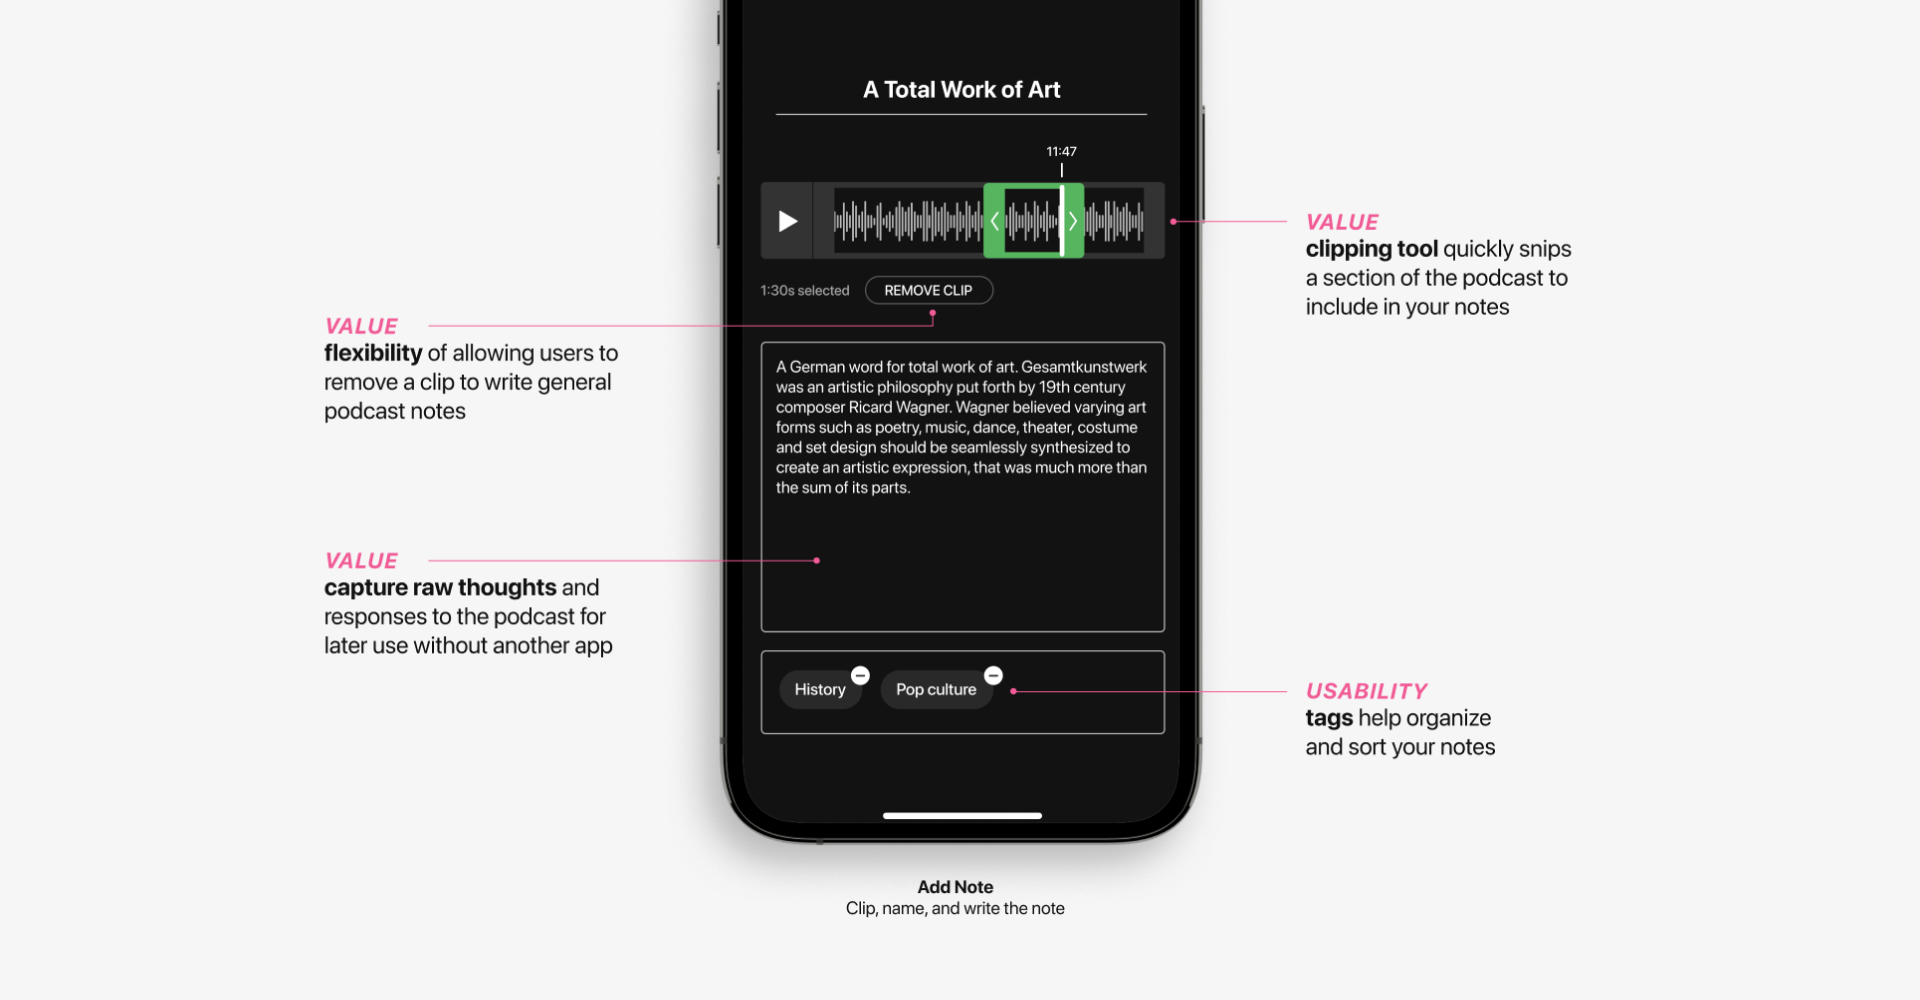 A Total Work of Art
11:47
1:30s selected
REMOVE CLIP
A German word for total work of art. Gesamtkunstwerk
was an artistic philosophy put forth by 19th century
composer Ricard Wagner. Wagner believed varying art
forms such as poetry, music, dance, theater, costume
and set design should be seamlessly synthesized to
create an artistic expression, that was much more than
the sum of its parts.
History
Pop culture
VALUE
flexibility of allowing users to
remove a clip to write general
podcast notes
VALUE
capture raw thoughts and
responses to the podcast for
later use without another app
VALUE
clipping tool quickly snips
a section of the podcast to
include in your notes
USABILITY
tags help organize
and sort your notes
Add Note
Clip, name, and write the note